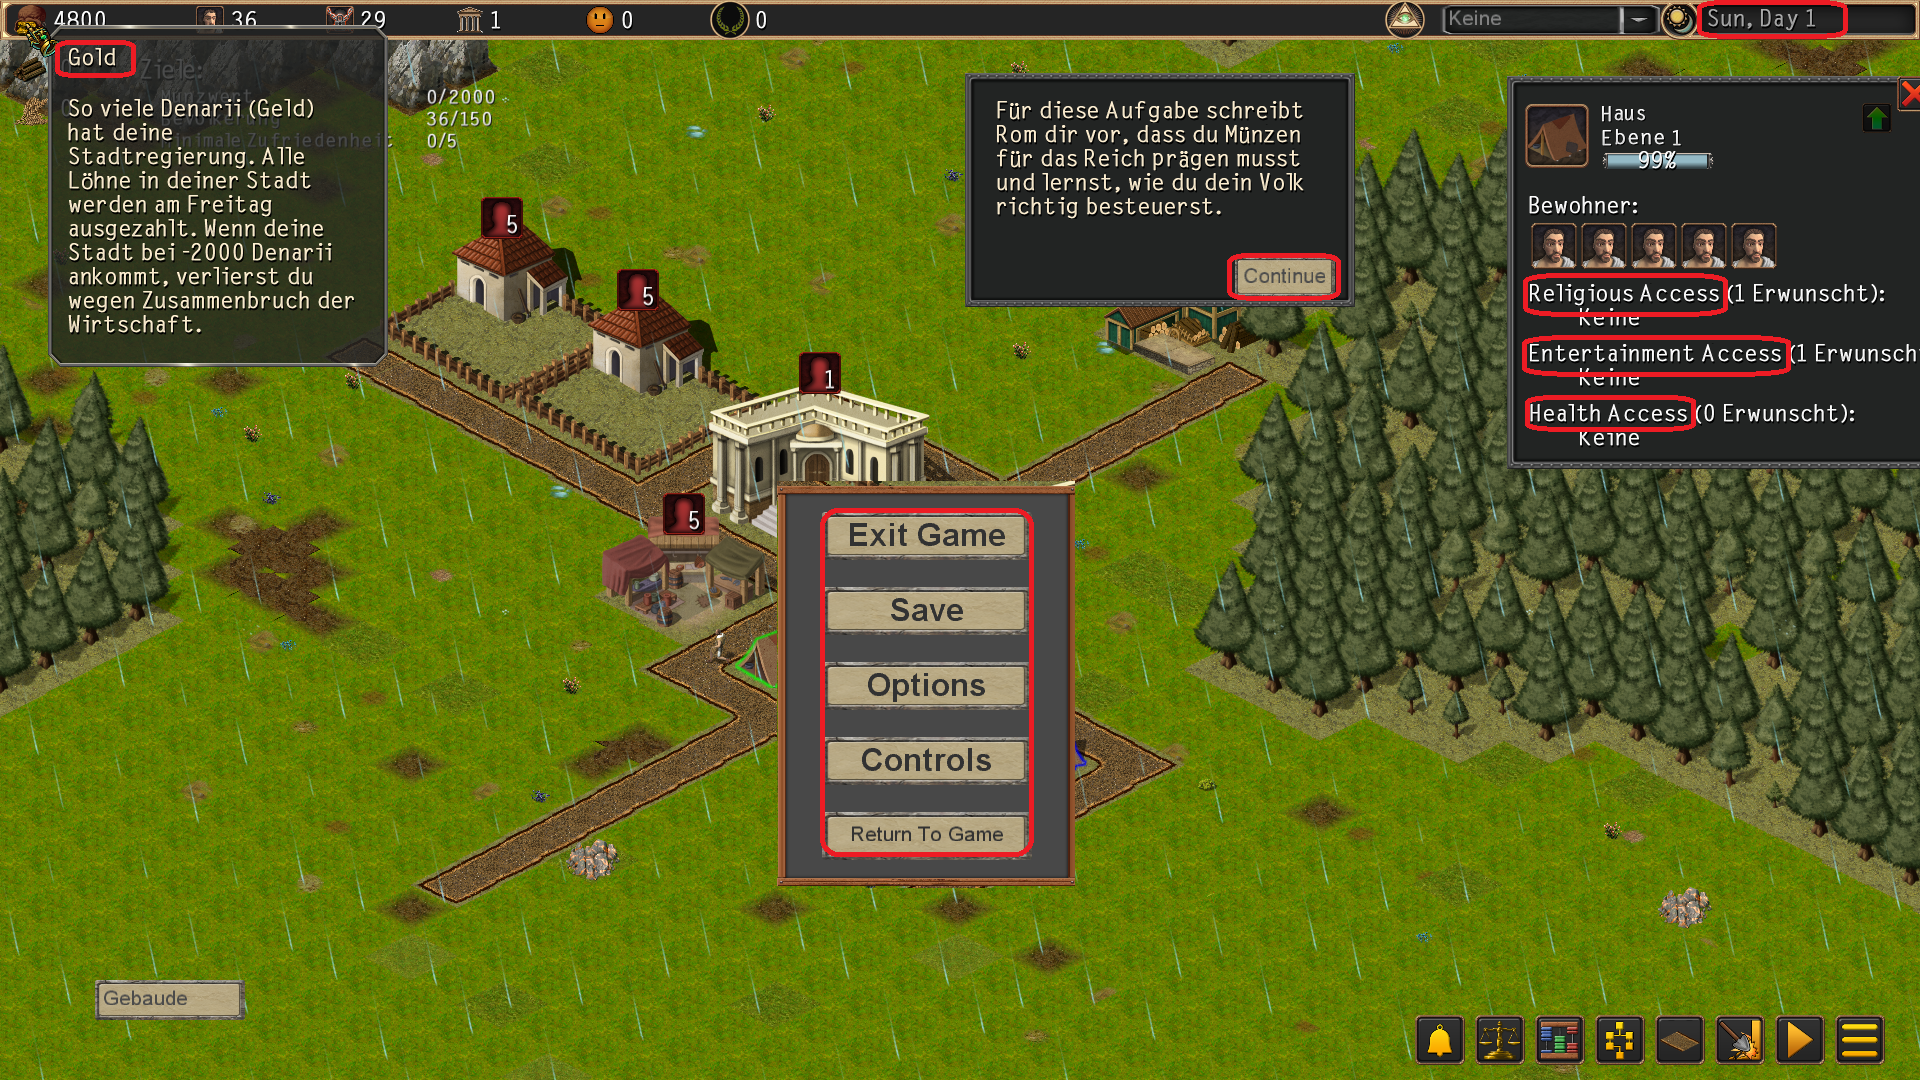 4800 36 29 1 0 0 Keine Sun, Day 1
Gold
Ziele:
Münzwert 0/2000
Bevölkerung 36/150
Minimale Zufriedenheit 0/5
So viele Denarii (Geld)
hat deine
Stadtregierung. Alle
Löhne in deiner Stadt
werden am Freitag
ausgezahlt. Wenn deine
Stadt bei -2000 Denarii
ankommt, verlierst du
wegen Zusammenbruch der
Wirtschaft.
Für diese Aufgabe schreibt
Rom dir vor, dass du Münzen
für das Reich prägen musst
und lernst, wie du dein Volk
richtig besteuerst.
Continue
Haus
Ebene 1
99%
Bewohner:
Religious Access (1 Erwunscht):
Keine
Entertainment Access (1 Erwunsch
Keine
Health Access (0 Erwunscht):
Keine
5
5
1
5
Exit Game
Save
Options
Controls
Return To Game
Gebaude